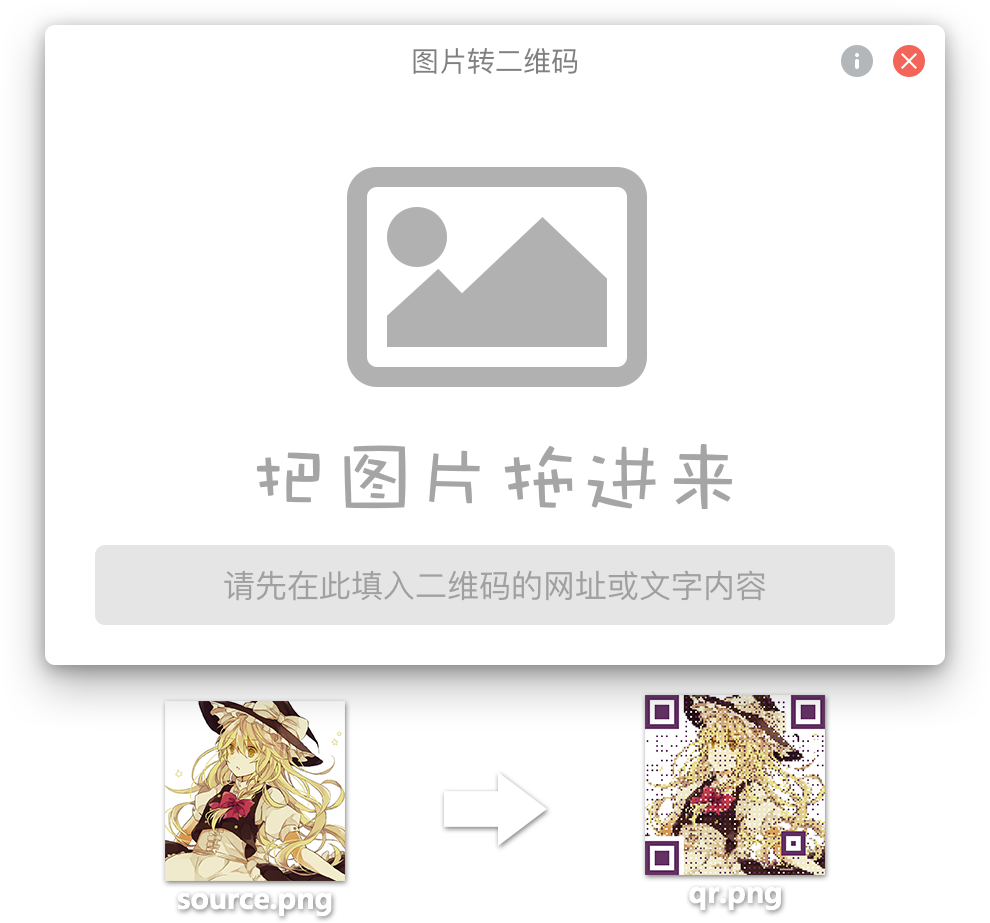 图片转二维码
把图片拖进来
请先在此填入二维码的网址或文字内容
source.png
qr.png